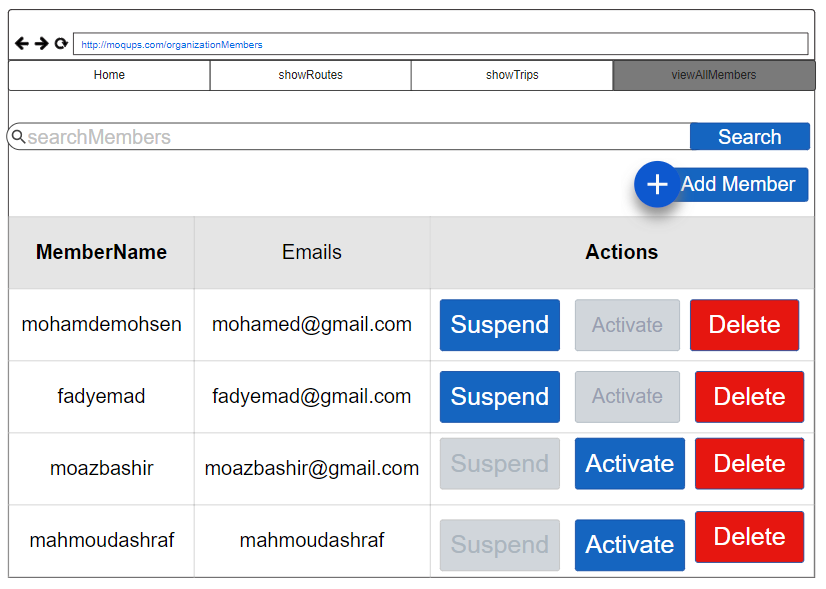 http://moqups.com/organizationMembers
Home showRoutes showTrips viewAllMembers
searchMembers Search
Add Member
MemberName Emails Actions
mohamdemohsen mohamed@gmail.com Suspend Activate Delete
fadyemad fadyemad@gmail.com Suspend Activate Delete
moazbashir moazbashir@gmail.com Suspend Activate Delete
mahmoudashraf mahmoudashraf Suspend Activate Delete